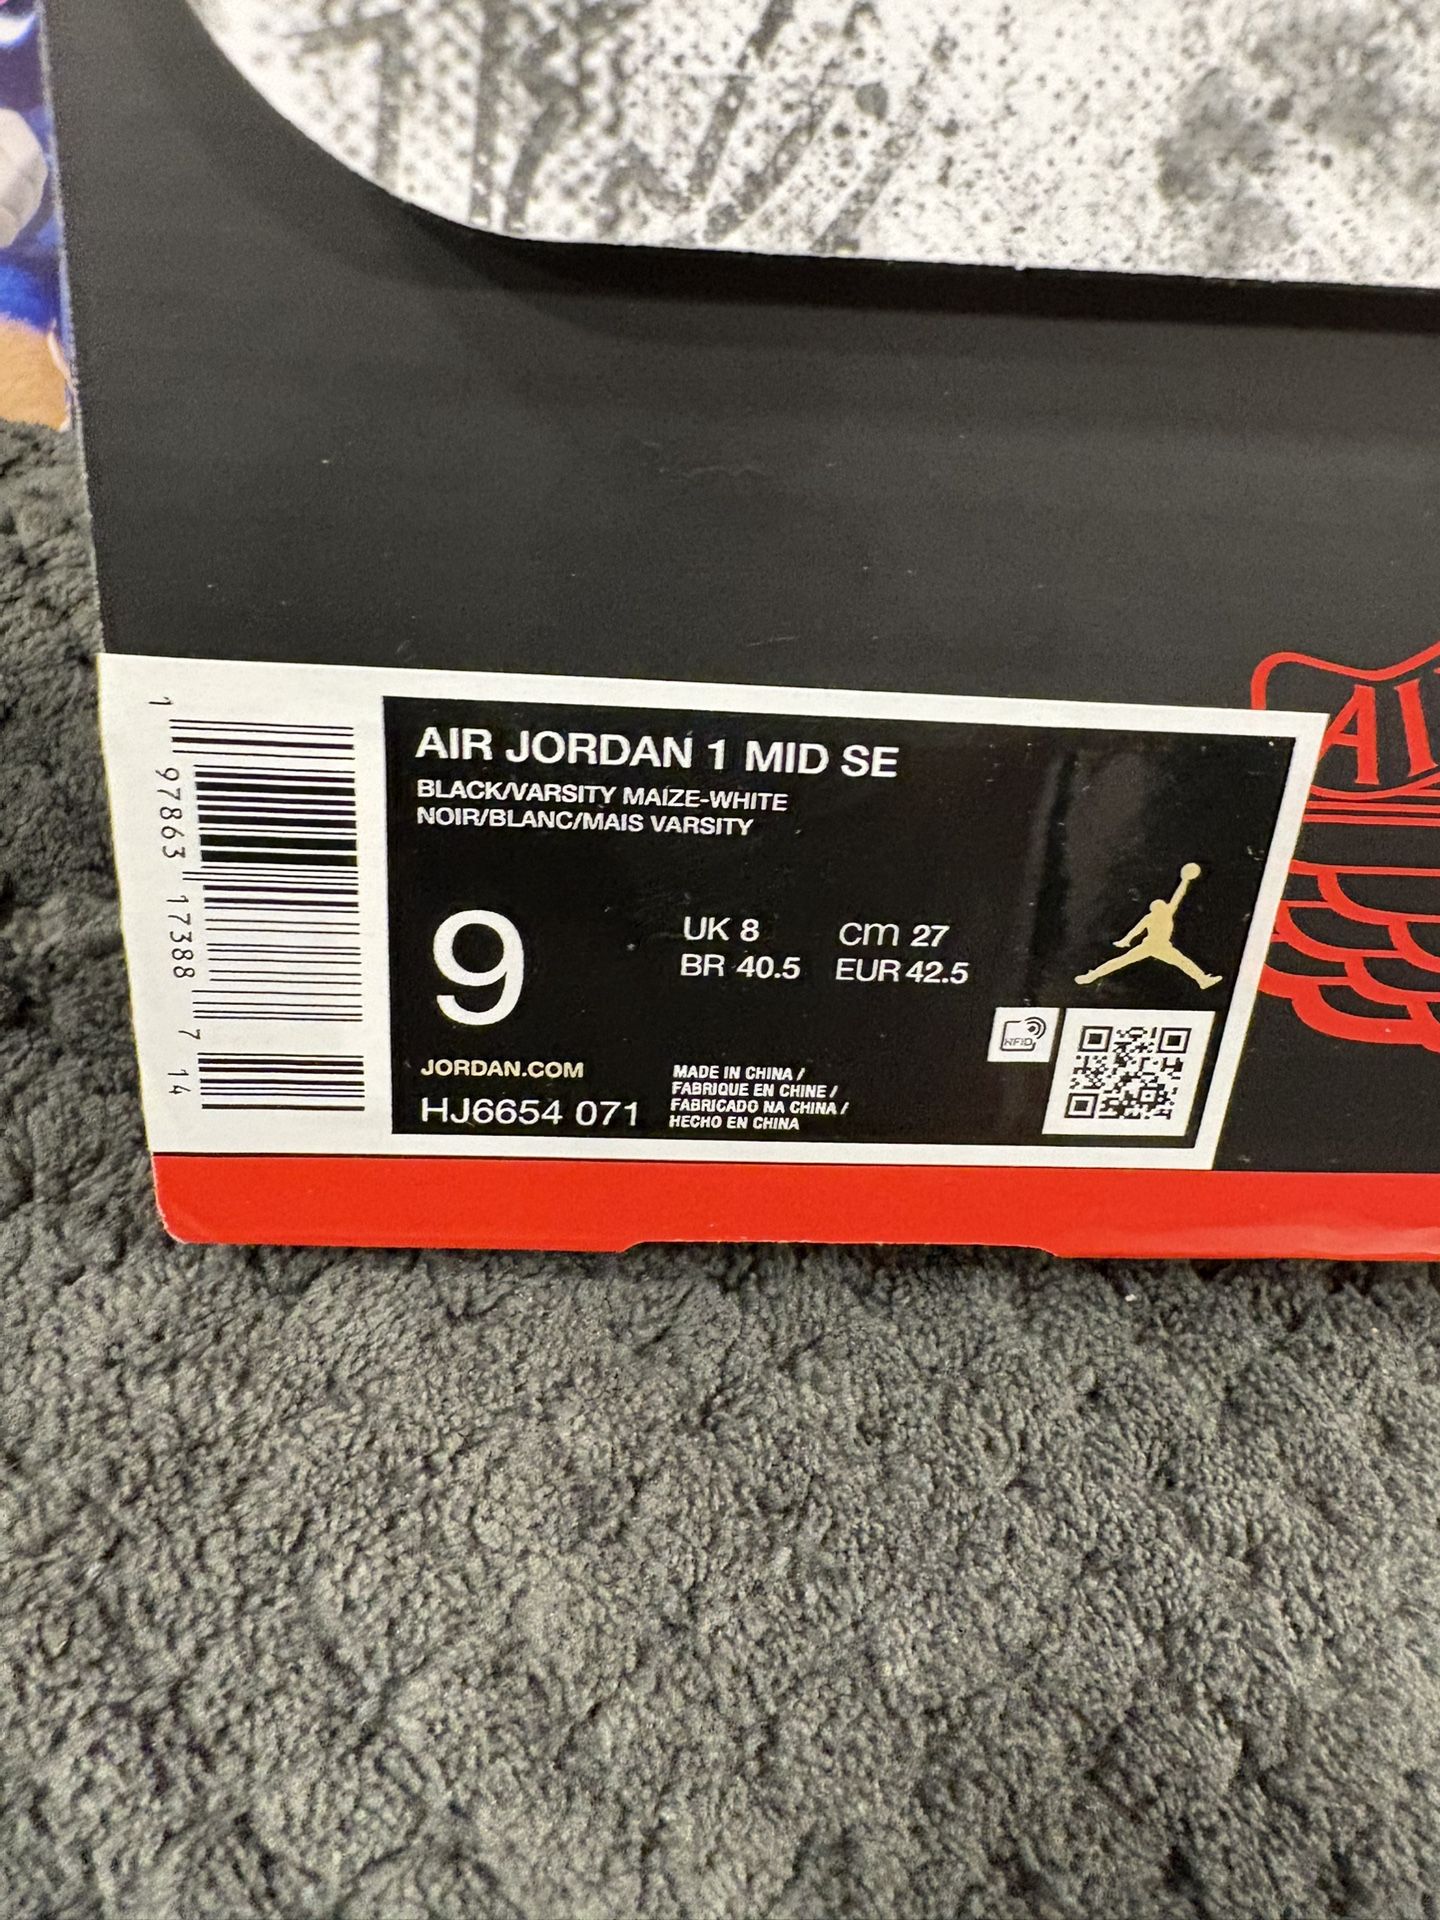 AIR JORDAN 1 MID SE
BLACK/VARSITY MAIZE-WHITE
NOIR/BLANC/MAIS VARSITY
9
UK 8 cm 27
BR 40.5 EUR 42.5
JORDAN.COM
HJ6654 071
MADE IN CHINA /
FABRIQUE EN CHINE /
FABRICADO NA CHINA /
HECHO EN CHINA
RFID
1 97863 17388 7 14
AI